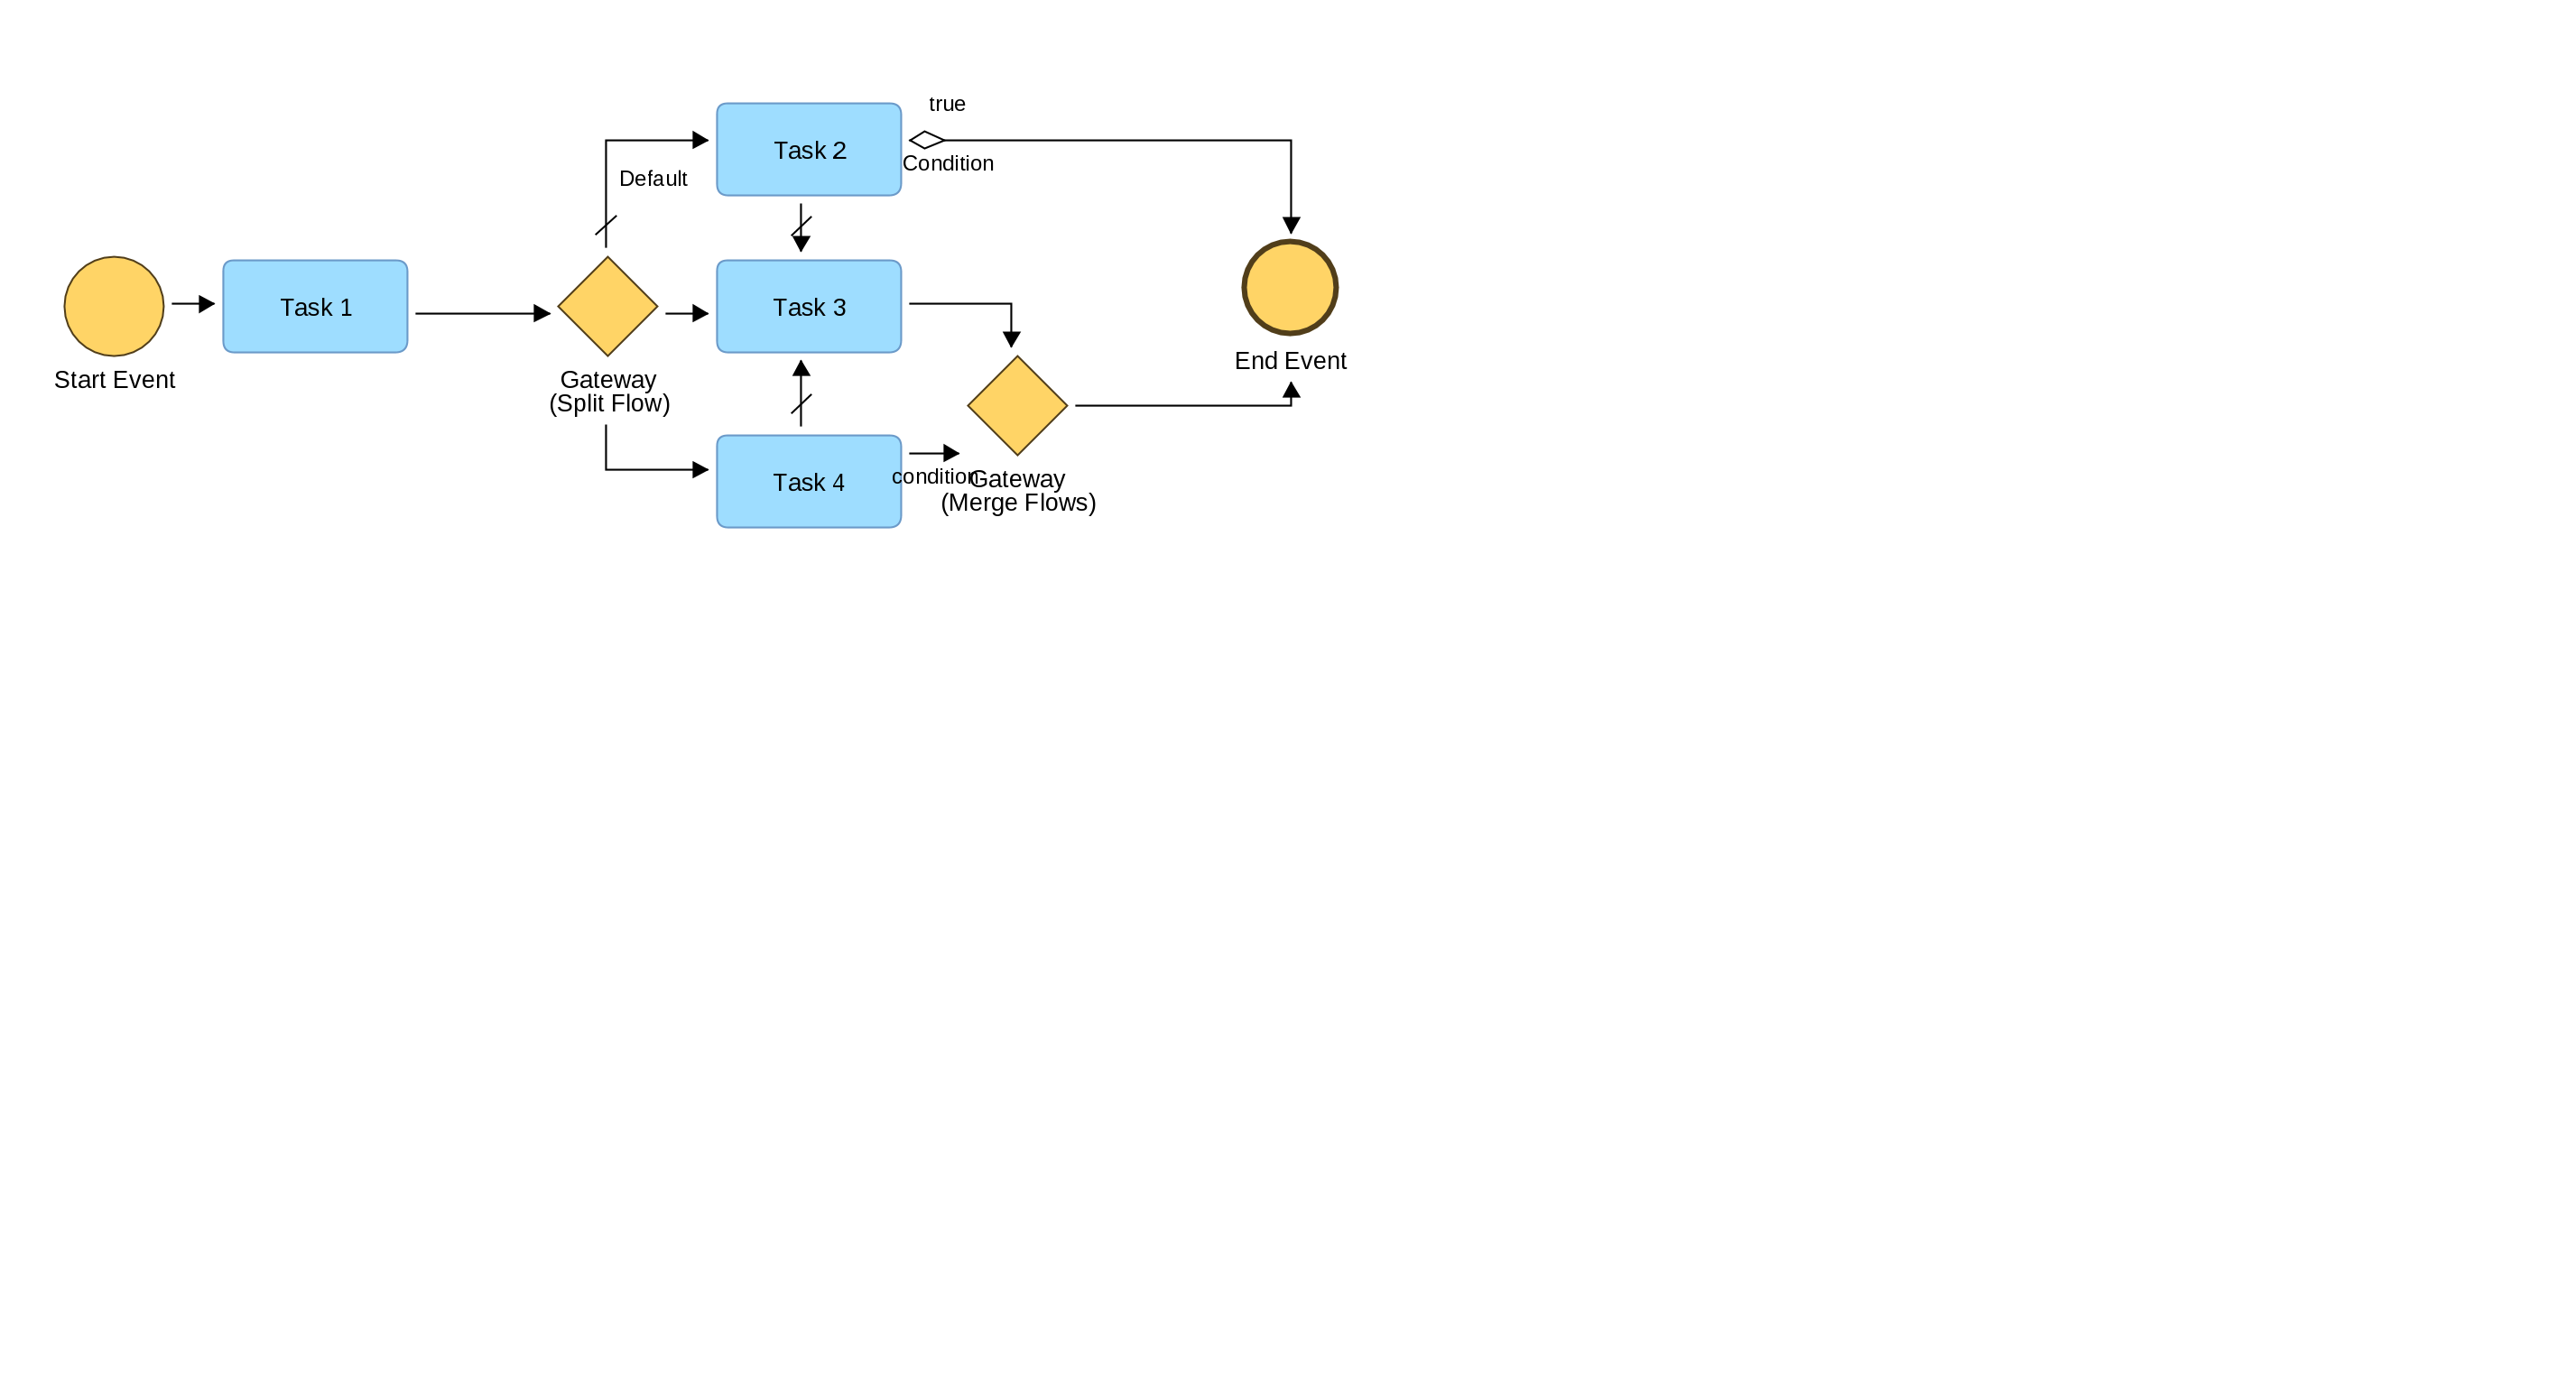 true
Task 2
Condition
Default
Start Event
Task 1
Gateway
(Split Flow)
Task 3
End Event
Task 4
condition
Gateway
(Merge Flows)